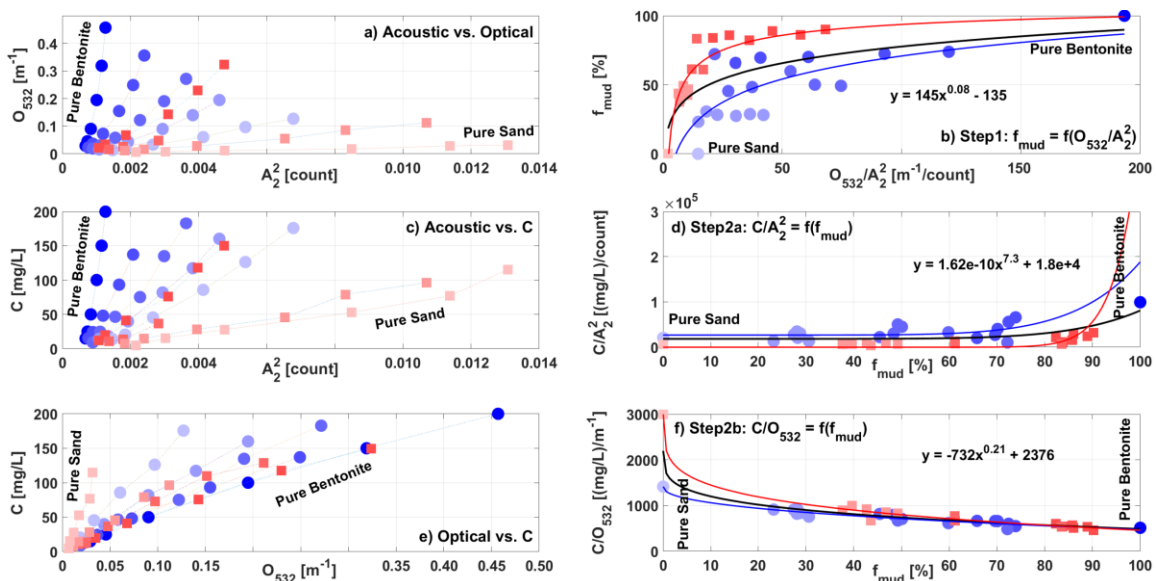 a) Acoustic vs. Optical
O532 [m-1]
0.4
0.3
0.2
0.1
0
Pure Bentonite
Pure Sand
0
0.002
0.004
0.006
0.008
0.010
0.012
0.014
A22 [count]
b) Step1: fmud = f(O532/A22)
fmud [%]
100
50
0
Pure Bentonite
y = 145x0.08 - 135
Pure Sand
50
100
150
200
O532/A22 [m-1/count]
c) Acoustic vs. C
C [mg/L]
200
150
100
50
0
Pure Bentonite
Pure Sand
0
0.002
0.004
0.006
0.008
0.010
0.012
0.014
A22 [count]
× 105
d) Step2a: C/A22 = f(fmud)
C/A22 [(mg/L)/count]
3
2
1
0
y = 1.62e-10x7.3 + 1.8e+4
Pure Sand
Pure Bentonite
0
10
20
30
40
50
60
70
80
90
100
fmud [%]
e) Optical vs. C
C [mg/L]
200
150
100
50
0
Pure Sand
Pure Bentonite
0
0.05
0.15
0.25
0.35
0.45 0.50
O532 [m-1]
f) Step2b: C/O532 = f(fmud)
C/O532 [(mg/L)/m-1]
3000
2000
1000
0
y = -732x0.21 + 2376
Pure Sand
Pure Bentonite
0
10
20
30
40
50
60
70
80
90
100
fmud [%]